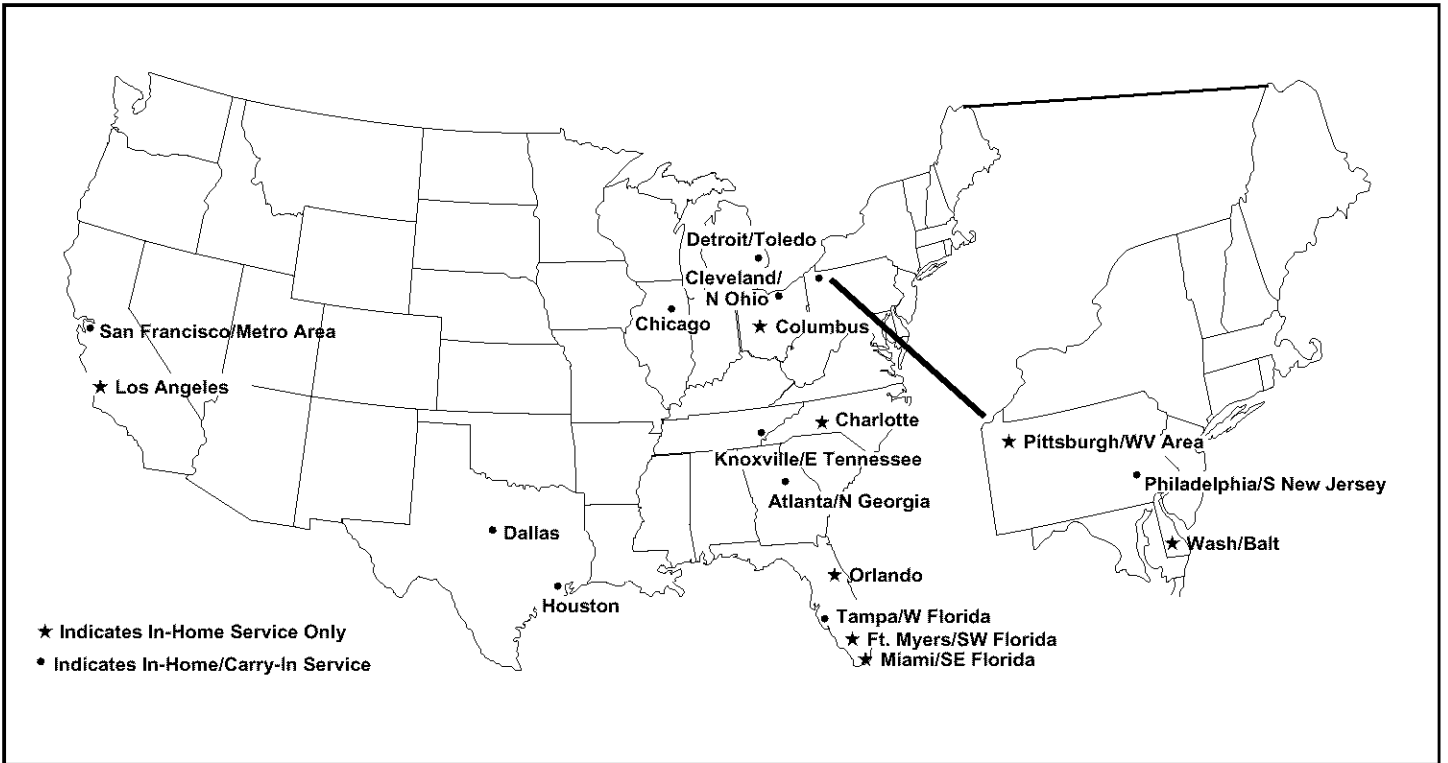 Detroit/Toledo
Cleveland/
N Ohio
Chicago
Columbus
San Francisco/Metro Area
Los Angeles
Charlotte
Knoxville/E Tennessee
Atlanta/N Georgia
Pittsburgh/WV Area
Philadelphia/S New Jersey
Wash/Balt
Dallas
Houston
Orlando
Tampa/W Florida
Ft. Myers/SW Florida
Miami/SE Florida
★ Indicates In-Home Service Only
• Indicates In-Home/Carry-In Service